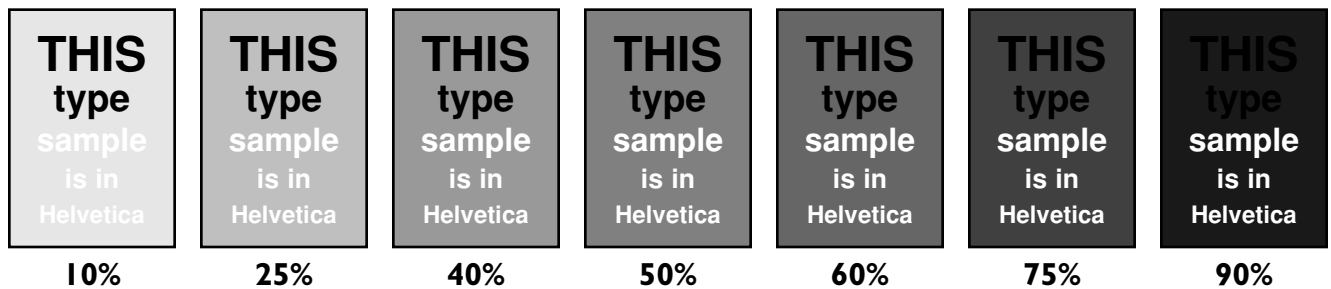 THIS
type
sample
is in
Helvetica
10%
THIS
type
sample
is in
Helvetica
25%
THIS
type
sample
is in
Helvetica
40%
THIS
type
sample
is in
Helvetica
50%
THIS
type
sample
is in
Helvetica
60%
THIS
type
sample
is in
Helvetica
75%
THIS
type
sample
is in
Helvetica
90%